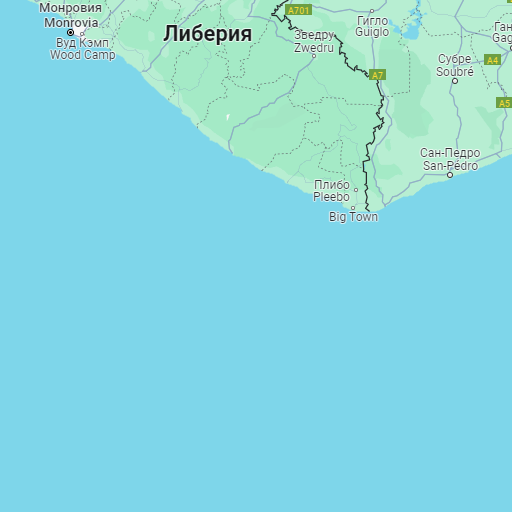 Монровия
Monrovia
Вуд Кэмп
Wood Camp
Либерия
A701
Зведру
Zwedru
Гигло
Guiglo
A7
Ган
Gag
A4
Субре
Soubré
A5
Сан-Педро
San-Pédro
Плибо
Pleebo
Big Town